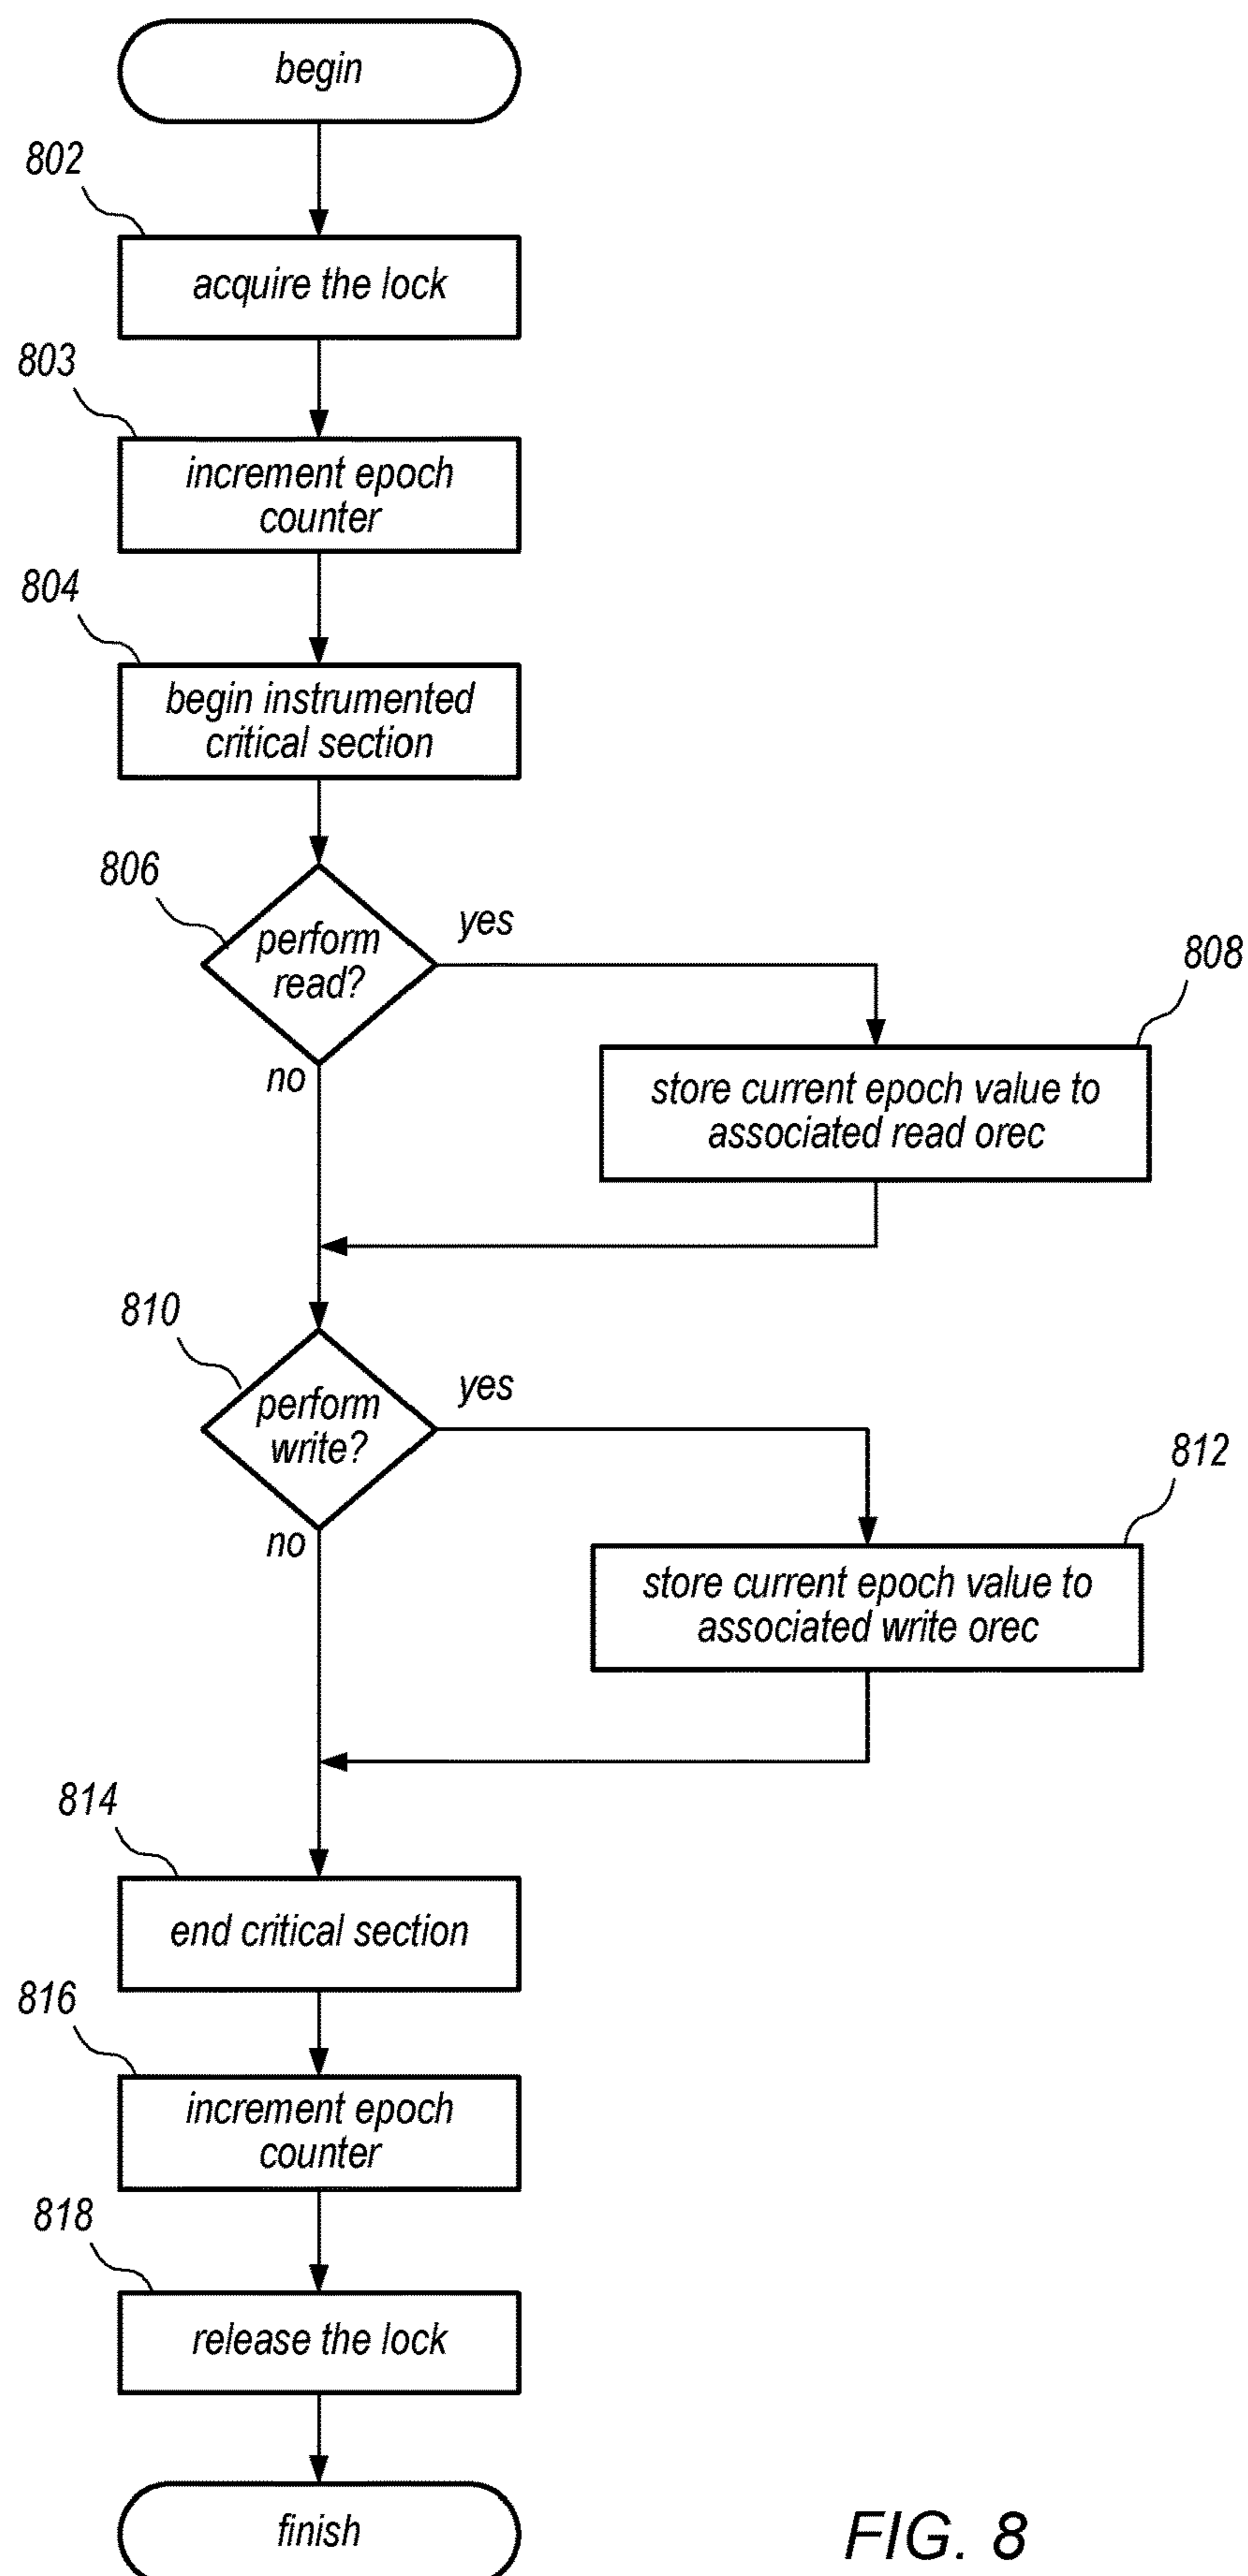 begin
802
acquire the lock
803
increment epoch
counter
804
begin instrumented
critical section
806
perform
read?
yes
no
808
store current epoch value to
associated read orec
810
perform
write?
yes
no
812
store current epoch value to
associated write orec
814
end critical section
816
increment epoch
counter
818
release the lock
finish
FIG. 8